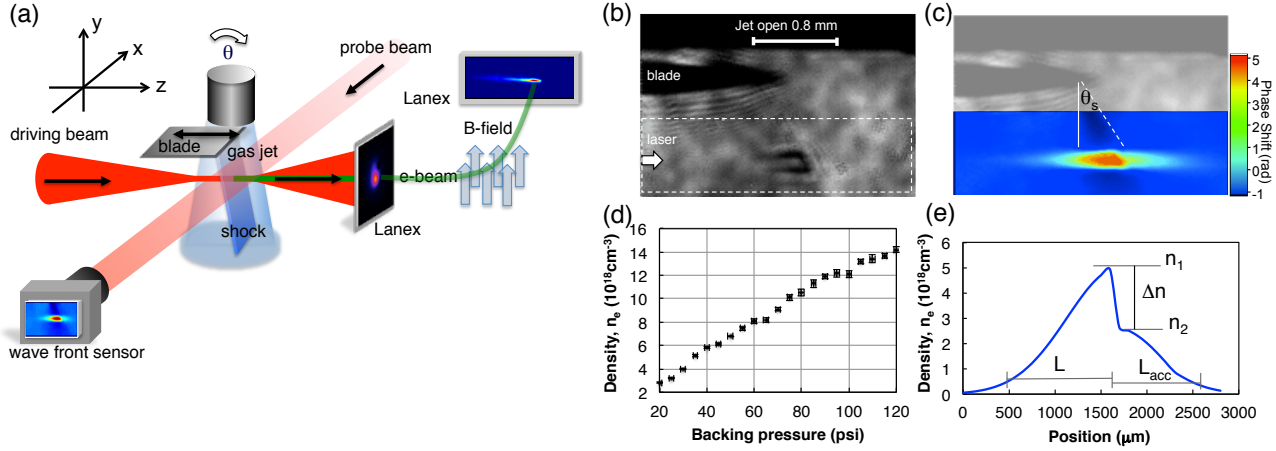 (a)
y
x
z
θ
probe beam
driving beam
blade
gas jet
Lanex
B-field
e-beam
Lanex
shock
wave front sensor
(b)
Jet open 0.8 mm
blade
laser
(c)
θs
5
4
3
2
1
0
-1
Phase Shift (rad)
(d)
Density, ne (10¹⁸cm⁻³)
16
14
12
10
8
6
4
2
20 40 60 80 100 120
Backing pressure (psi)
(e)
Density, ne (10¹⁸cm⁻³)
6
5
4
3
2
1
0
n₁
Δn
n₂
L
Lacc
0 500 1000 1500 2000 2500 3000
Position (μm)